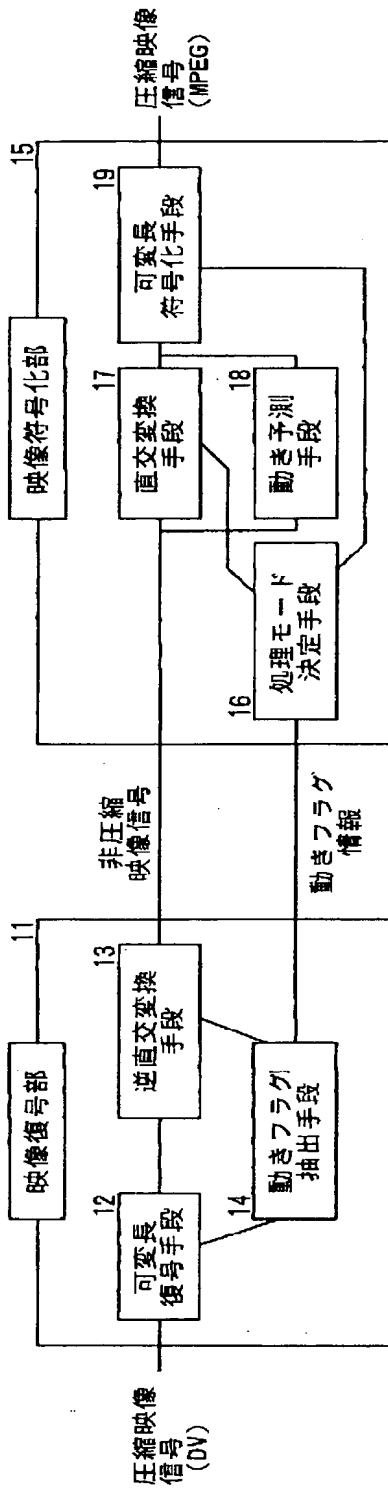 圧縮映像
信号
(DV)
映像復号部
11
可変長
復号手段
12
逆直交変換
手段
13
動きフラグ
抽出手段
14
非圧縮
映像信号
動きフラグ
情報
映像符号化部
15
処理モード
決定手段
16
直交変換
手段
17
動き予測
手段
18
可変長
符号化手段
19
圧縮映像
信号
(MPEG)